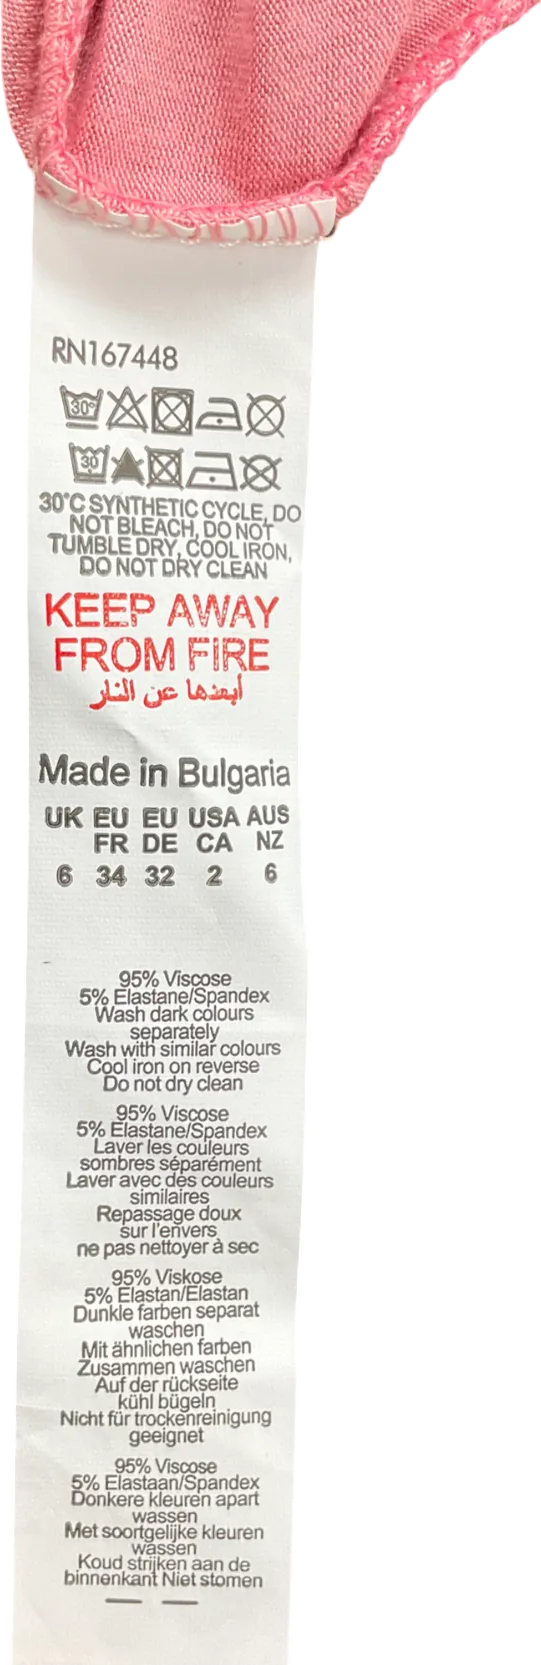 RN167448
30°
30
30°C SYNTHETIC CYCLE, DO
NOT BLEACH, DO NOT
TUMBLE DRY, COOL IRON,
DO NOT DRY CLEAN
KEEP AWAY
FROM FIRE
أبعدها عن النار
Made in Bulgaria
UK EU EU USA AUS
FR DE CA NZ
6 34 32 2 6
95% Viscose
5% Elastane/Spandex
Wash dark colours
separately
Wash with similar colours
Cool iron on reverse
Do not dry clean
95% Viscose
5% Elastane/Spandex
Laver les couleurs
sombres séparément
Laver avec des couleurs
similaires
Repassage doux
sur l'envers
ne pas nettoyer à sec
95% Viskose
5% Elastan/Elastan
Dunkle farben separat
waschen
Mit ähnlichen farben
Zusammen waschen
Auf der rückseite
kühl bügeln
Nicht für trockenreinigung
geeignet
95% Viscose
5% Elastaan/Spandex
Donkere kleuren apart
wassen
Met soortgelijke kleuren
wassen
Koud strijken aan de
binnenkant Niet stomen